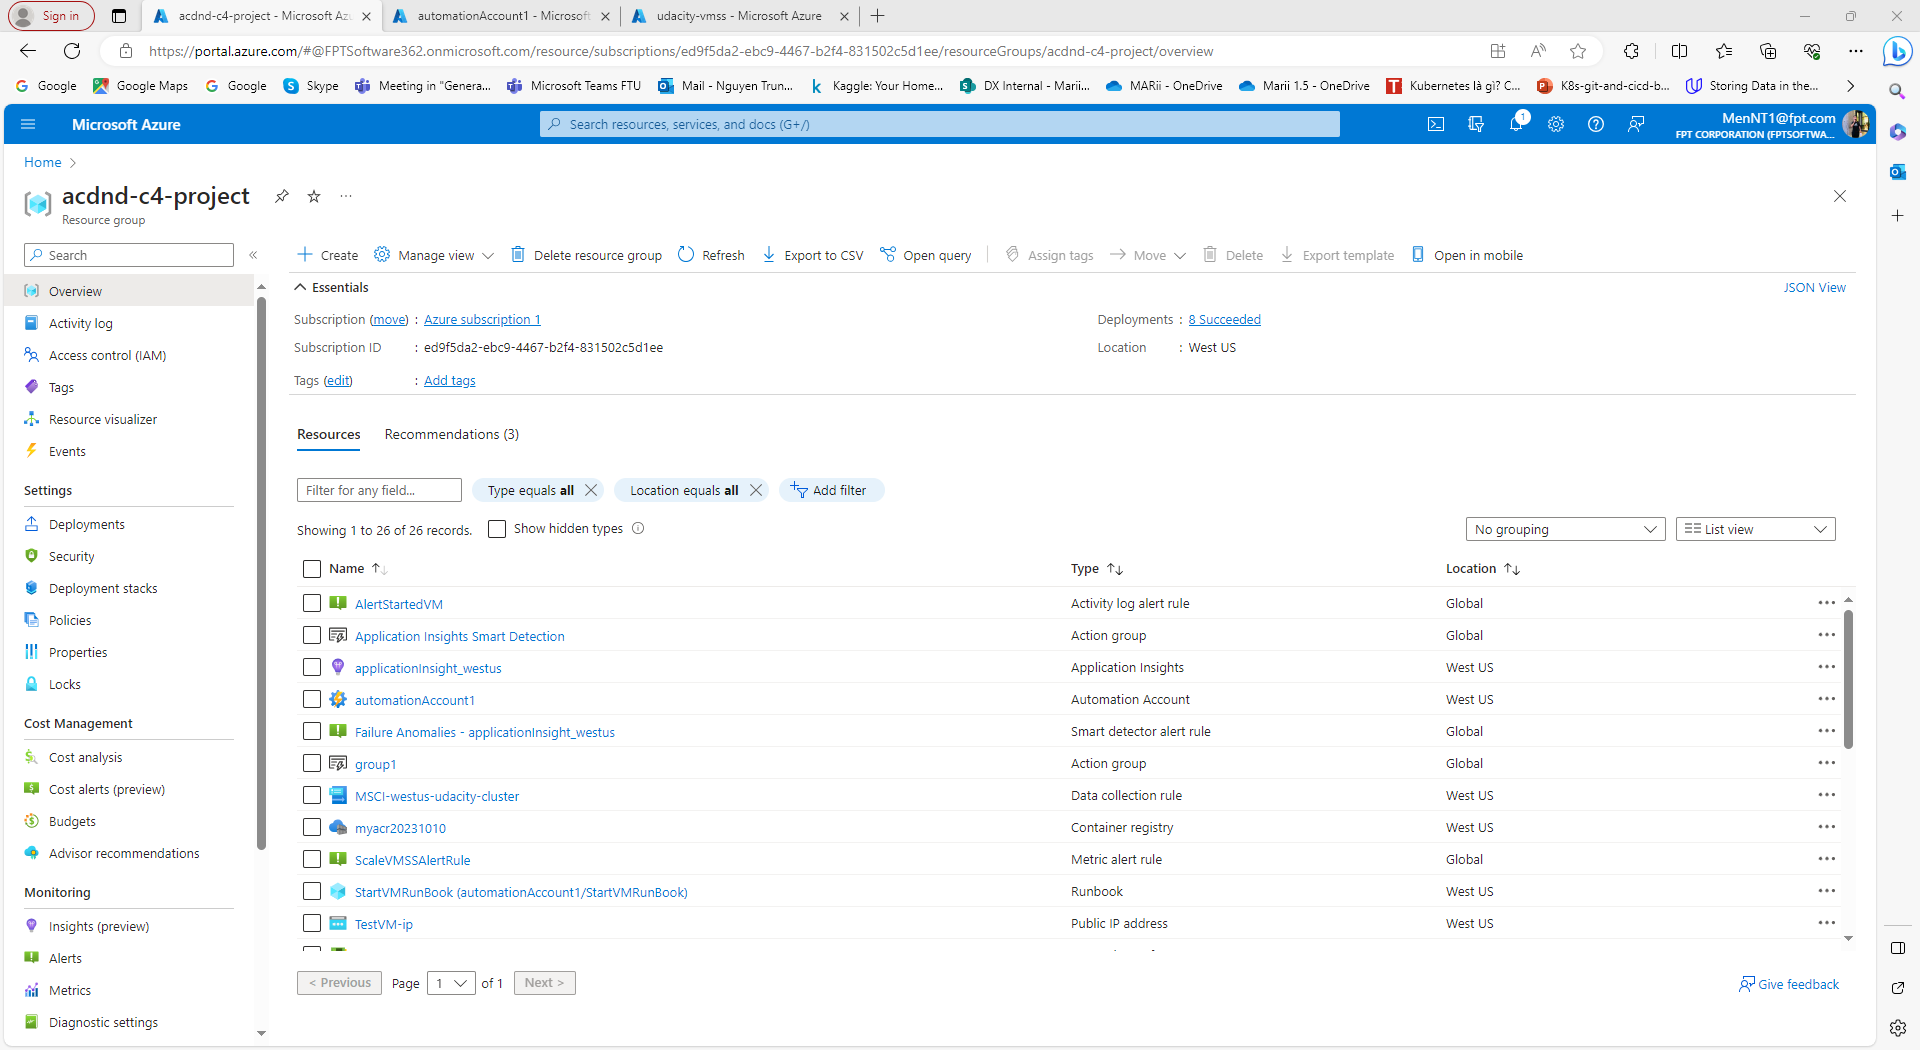 Sign in
acdnd-c4-project - Microsoft Az
automationAccount1 - Microsoft
udacity-vmss - Microsoft Azure
https://portal.azure.com/#@FPTSoftware362.onmicrosoft.com/resource/subscriptions/ed9f5da2-ebc9-4467-b2f4-831502c5d1ee/resourceGroups/acdnd-c4-project/overview
Google
Google Maps
Google
Skype
Meeting in "Genera...
Microsoft Teams FTU
Mail - Nguyen Trun...
Kaggle: Your Home...
DX Internal - Marii...
MARii - OneDrive
Marii 1.5 - OneDrive
Kubernetes là gì? C...
K8s-git-and-cicd-b...
Storing Data in the...
Microsoft Azure
Search resources, services, and docs (G+/)
1
MenNT1@fpt.com
FPT CORPORATION (FPTSOFTWA...
Home
acdnd-c4-project
Resource group
Search
Overview
Activity log
Access control (IAM)
Tags
Resource visualizer
Events
Settings
Deployments
Security
Deployment stacks
Policies
Properties
Locks
Cost Management
Cost analysis
Cost alerts (preview)
Budgets
Advisor recommendations
Monitoring
Insights (preview)
Alerts
Metrics
Diagnostic settings
Create
Manage view
Delete resource group
Refresh
Export to CSV
Open query
Assign tags
Move
Delete
Export template
Open in mobile
Essentials
JSON View
Subscription (move) : Azure subscription 1
Deployments : 8 Succeeded
Subscription ID : ed9f5da2-ebc9-4467-b2f4-831502c5d1ee
Location : West US
Tags (edit) : Add tags
Resources
Recommendations (3)
Filter for any field...
Type equals all
Location equals all
Add filter
Showing 1 to 26 of 26 records.
Show hidden types
No grouping
List view
Name Type Location
AlertStartedVM Activity log alert rule Global
Application Insights Smart Detection Action group Global
applicationInsight_westus Application Insights West US
automationAccount1 Automation Account West US
Failure Anomalies - applicationInsight_westus Smart detector alert rule Global
group1 Action group Global
MSCI-westus-udacity-cluster Data collection rule West US
myacr20231010 Container registry West US
ScaleVMSSAlertRule Metric alert rule Global
StartVMRunBook (automationAccount1/StartVMRunBook) Runbook West US
TestVM-ip Public IP address West US
< Previous
Page 1 of 1
Next >
Give feedback